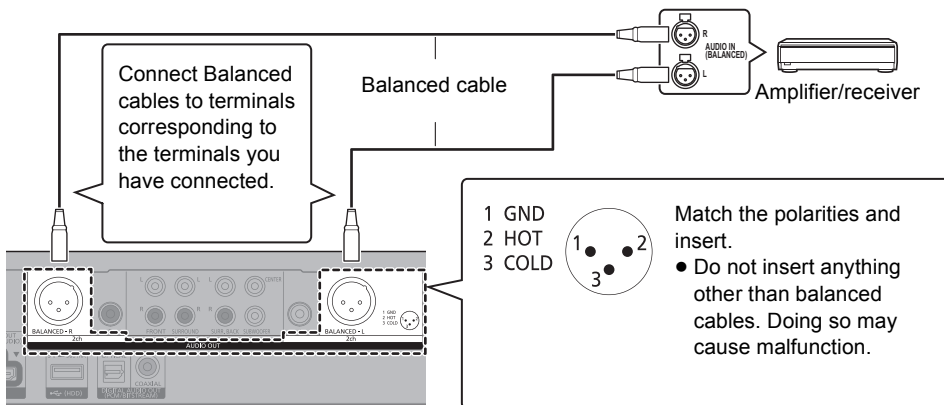 Connect Balanced
cables to terminals
corresponding to
the terminals you
have connected.
Balanced cable
R
AUDIO IN
(BALANCED)
L
Amplifier/receiver
1 GND
2 HOT
3 COLD
1
2
3
Match the polarities and
insert.
● Do not insert anything
other than balanced
cables. Doing so may
cause malfunction.
L L L CENTER
R R
FRONT SURROUND SURR. BACK SUBWOOFER
BALANCED - R
2ch
BALANCED - L
2ch
1 GND
2 HOT
3 COLD
AUDIO OUT
(HDD)
DIGITAL AUDIO OUT
(PCM/BITSTREAM)
COAXIAL